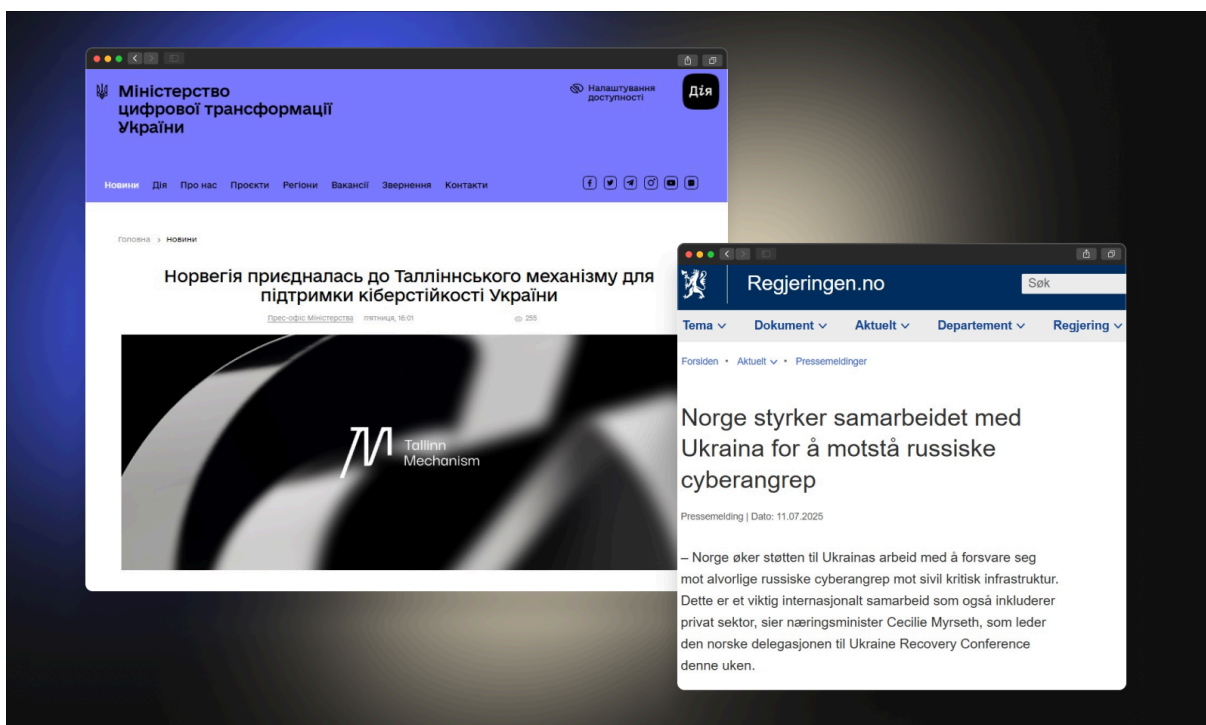 Міністерство
цифрової трансформації
України
Налаштування
доступності
Дія
Новини Дія Про нас Проєкти Регіони Вакансії Звернення Контакти
Головна > Новини
Норвегія приєдналась до Талліннського механізму для
підтримки кіберстійкості України
Прес-офіс Міністерства п'ятниця, 16:01 255
Tallinn
Mechanism
Regjeringen.no
Søk
Tema Dokument Aktuelt Departement Regjering
Forsiden • Aktuelt • Pressemeldinger
Norge styrker samarbeidet med
Ukraina for å motstå russiske
cyberangrep
Pressemelding | Dato: 11.07.2025
– Norge øker støtten til Ukrainas arbeid med å forsvare seg
mot alvorlige russiske cyberangrep mot sivil kritisk infrastruktur.
Dette er et viktig internasjonalt samarbeid som også inkluderer
privat sektor, sier næringsminister Cecilie Myrseth, som leder
den norske delegasjonen til Ukraine Recovery Conference
denne uken.